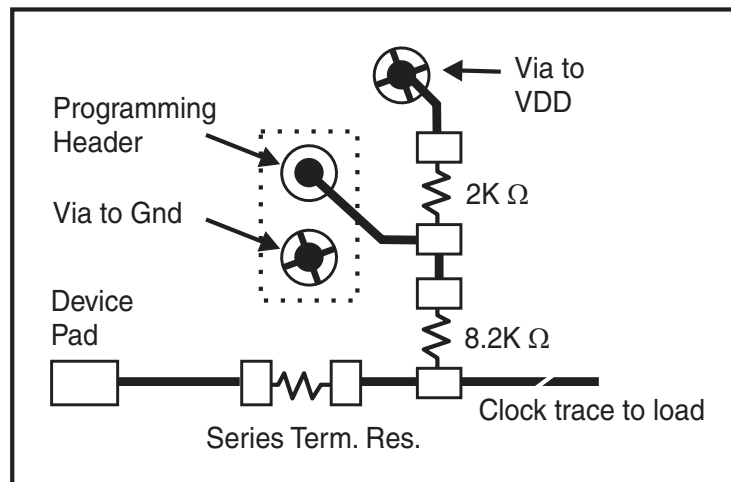 Via to
VDD
Programming
Header
2K Ω
Via to Gnd
Device
Pad
8.2K Ω
Clock trace to load
Series Term. Res.